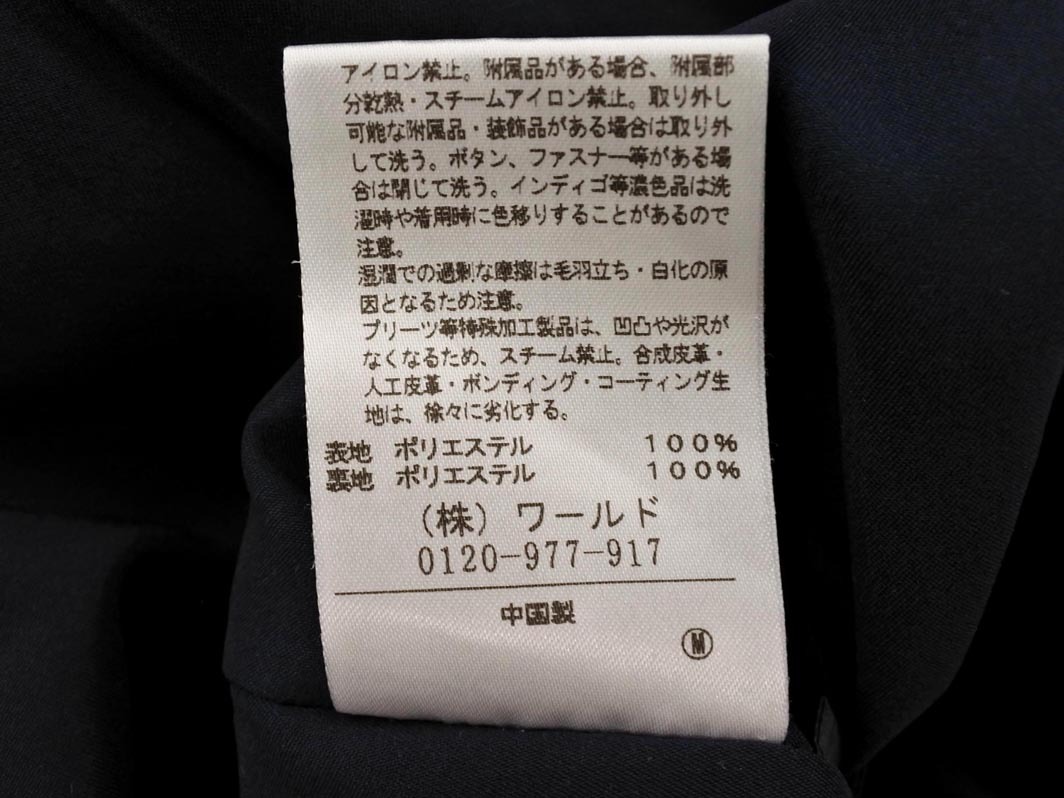 アイロン禁止。附属品がある場合、附属部
分乾熱・スチームアイロン禁止。取り外し
可能な附属品・装飾品がある場合は取り外
して洗う。ボタン、ファスナー等がある場
合は閉じて洗う。インディゴ等濃色品は洗
濯時や着用時に色移りすることがあるので
注意。
湿潤での過剰な摩擦は毛羽立ち・白化の原
因となるため注意。
プリーツ等特殊加工製品は、凹凸や光沢が
なくなるため、スチーム禁止。合成皮革・
人工皮革・ボンディング・コーティング生
地は、徐々に劣化する。
表地 ポリエステル 100%
裏地 ポリエステル 100%
(株) ワールド
0120-977-917
中国製
Ⓜ